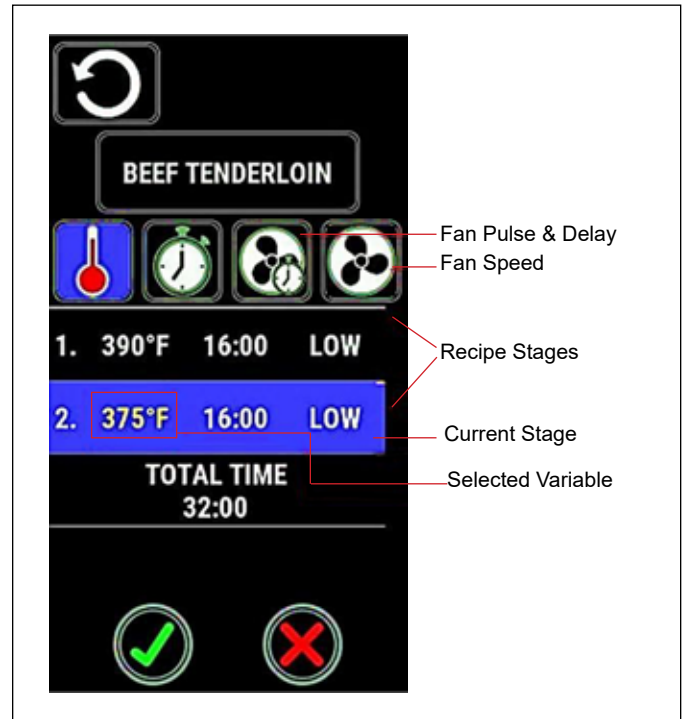 BEEF TENDERLOIN
Fan Pulse & Delay
Fan Speed
1. 390°F 16:00 LOW
Recipe Stages
2. 375°F 16:00 LOW
Current Stage
TOTAL TIME
Selected Variable
32:00